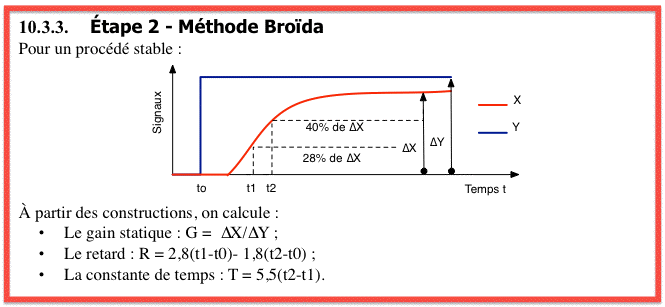 10.3.3. Étape 2 - Méthode Broïda
Pour un procédé stable :
Signaux
X
Y
40% de ΔX
28% de ΔX
ΔX
ΔY
to
t1
t2
Temps t
À partir des constructions, on calcule :
• Le gain statique : G = ΔX/ΔY ;
• Le retard : R = 2,8(t1-t0)- 1,8(t2-t0) ;
• La constante de temps : T = 5,5(t2-t1).